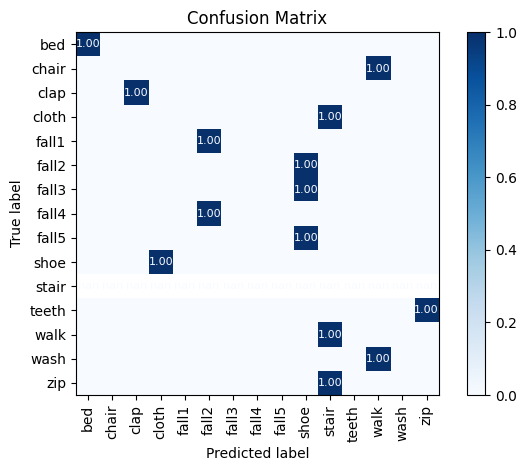 Confusion Matrix
True label
bed 1.00
chair 1.00
clap 1.00
cloth 1.00
fall1 1.00
fall2 1.00
fall3 1.00
fall4 1.00
fall5 1.00
shoe 1.00
stair
teeth 1.00
walk 1.00
wash 1.00
zip 1.00
bed chair clap cloth fall1 fall2 fall3 fall4 fall5 shoe stair teeth walk wash zip
Predicted label
1.0
0.8
0.6
0.4
0.2
0.0